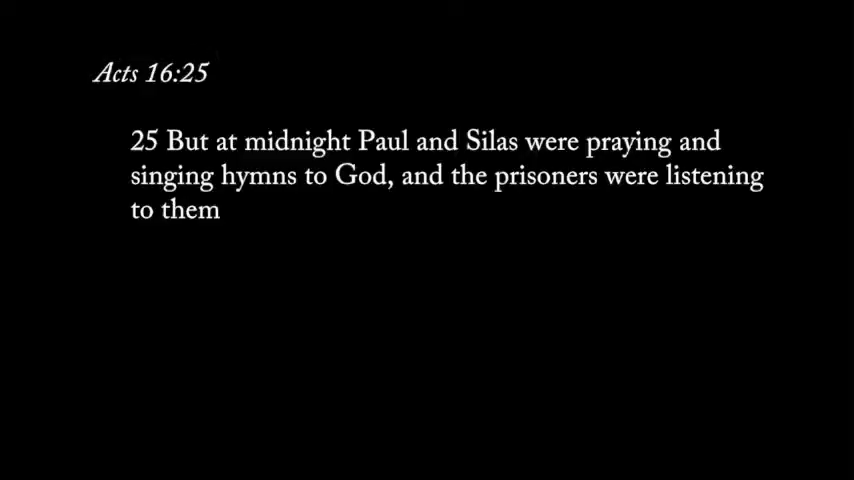 Acts 16:25
25 But at midnight Paul and Silas were praying and
singing hymns to God, and the prisoners were listening
to them